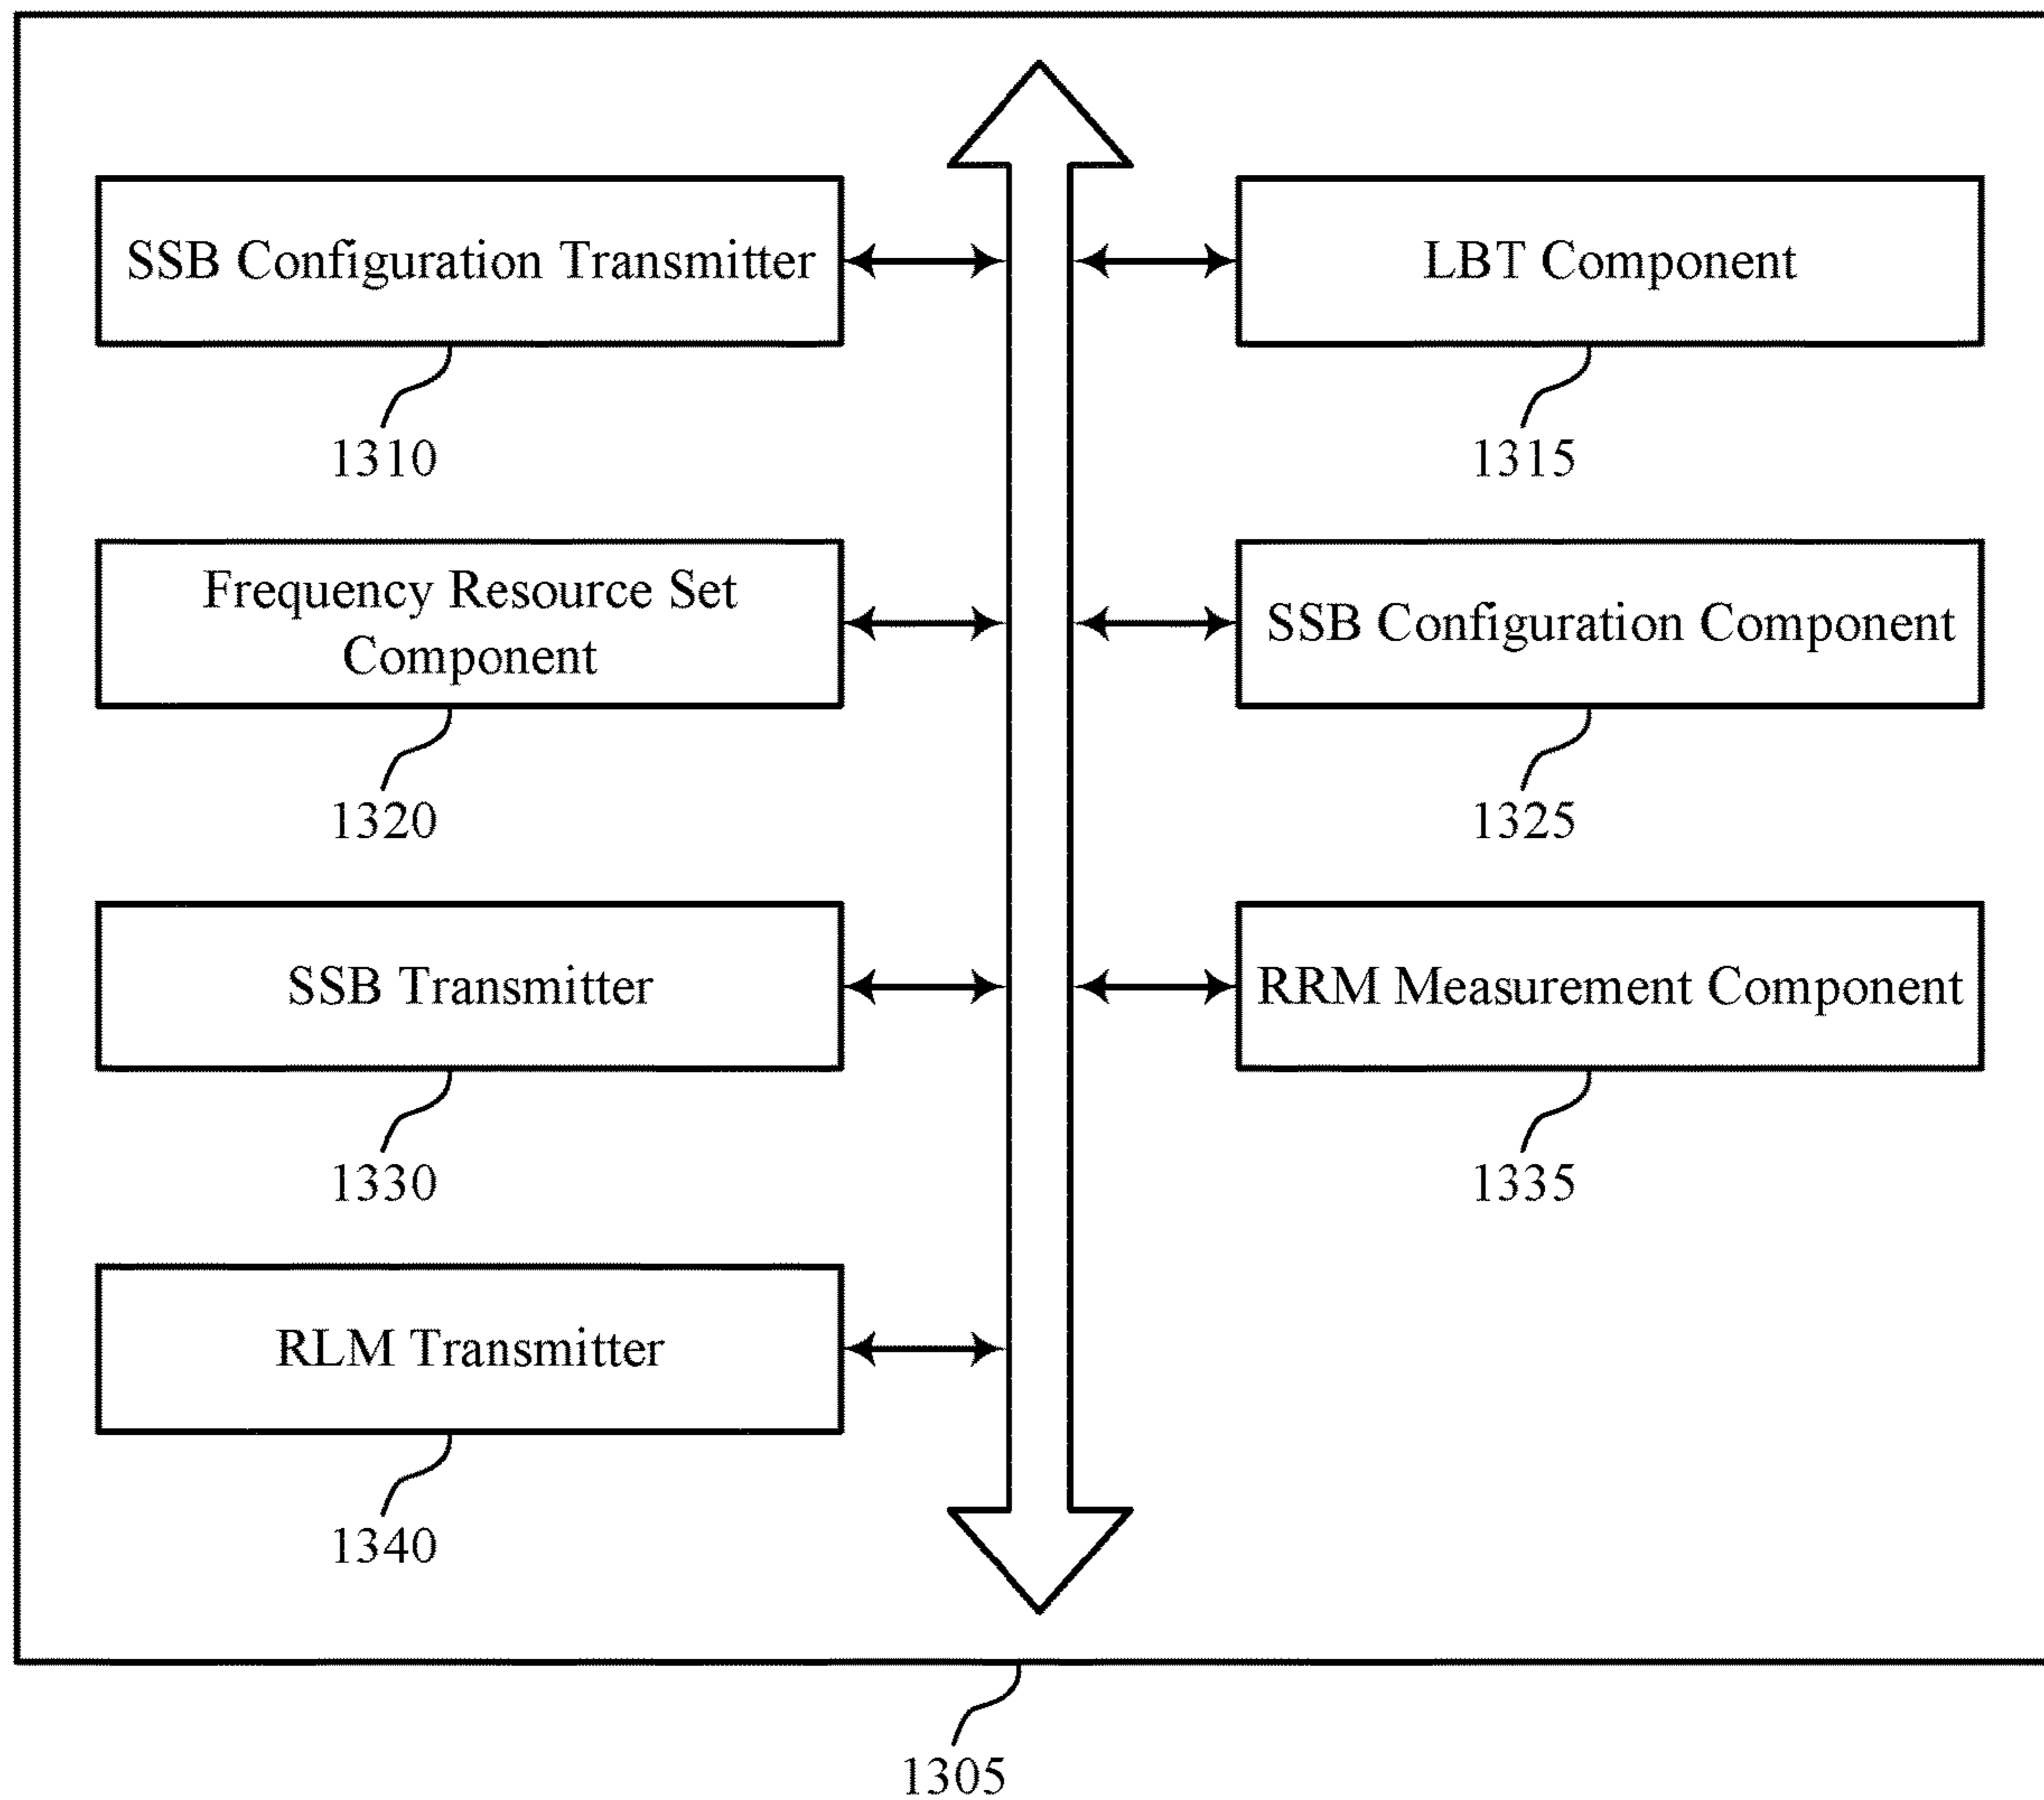 SSB Configuration Transmitter
1310
LBT Component
1315
Frequency Resource Set
Component
1320
SSB Configuration Component
1325
SSB Transmitter
1330
RRM Measurement Component
1335
RLM Transmitter
1340
1305